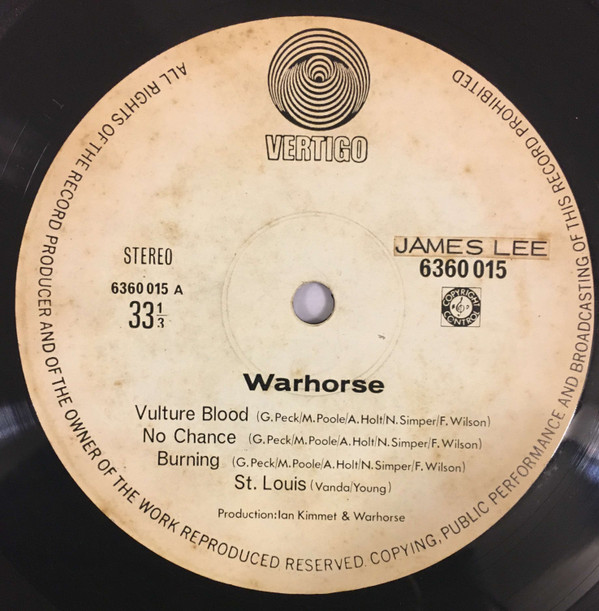 VERTIGO
ALL RIGHTS OF THE RECORD PRODUCER AND OF THE OWNER OF THE WORK REPRODUCED RESERVED. COPYING, PUBLIC PERFORMANCE AND BROADCASTING OF THIS RECORD PROHIBITED
JAMES LEE
STEREO
6360 015
6360 015 A
COPYRIGHT CONTROL
33 1/3
Warhorse
Vulture Blood (G.Peck/M.Poole/A.Holt/N.Simper/F.Wilson)
No Chance (G.Peck/M.Poole/A.Holt/N.Simper/F.Wilson)
Burning (G.Peck/M.Poole/A.Holt/N.Simper/F.Wilson)
St. Louis (Vanda/Young)
Production:Ian Kimmet & Warhorse